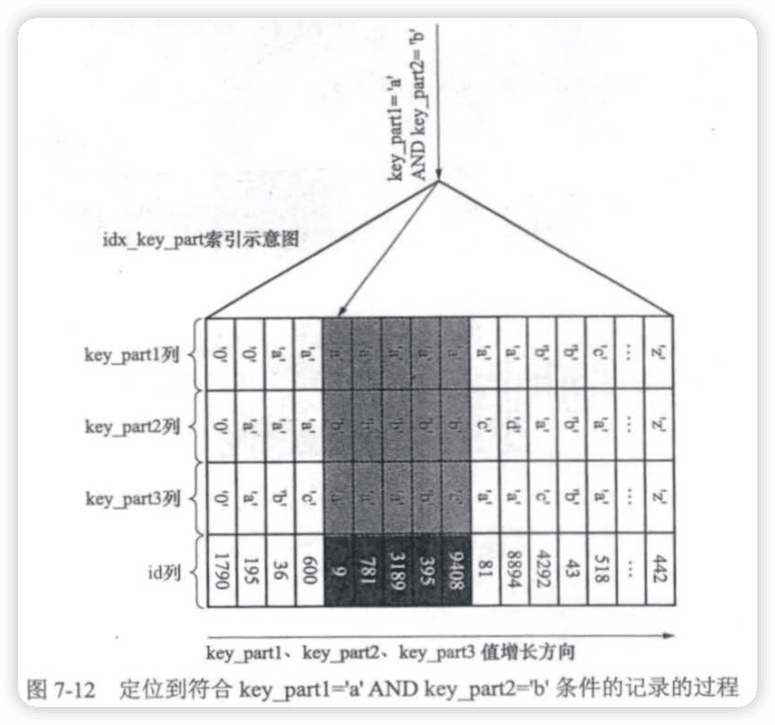 key_part1= 'a'
AND key_part2= 'b'
idx_key_part索引示意图
key_part1列 '0' '0' 'a' 'a' 'a' 'a' 'a' 'a' 'a' 'a' 'a' 'b' 'b' 'c' … 'z'
key_part2列 '0' 'a' 'a' 'a' 'b' 'b' 'b' 'b' 'b' 'c' 'd' 'a' 'b' 'a' … 'z'
key_part3列 '0' 'a' 'b' 'c' 'a' 'a' 'a' 'b' 'c' 'a' 'a' 'c' 'b' 'a' … 'z'
id列 1790 195 36 600 9 781 3189 395 9408 81 8894 4292 43 518 … 442
key_part1、key_part2、key_part3 值增长方向
图 7-12 定位到符合 key_part1='a' AND key_part2='b' 条件的记录的过程